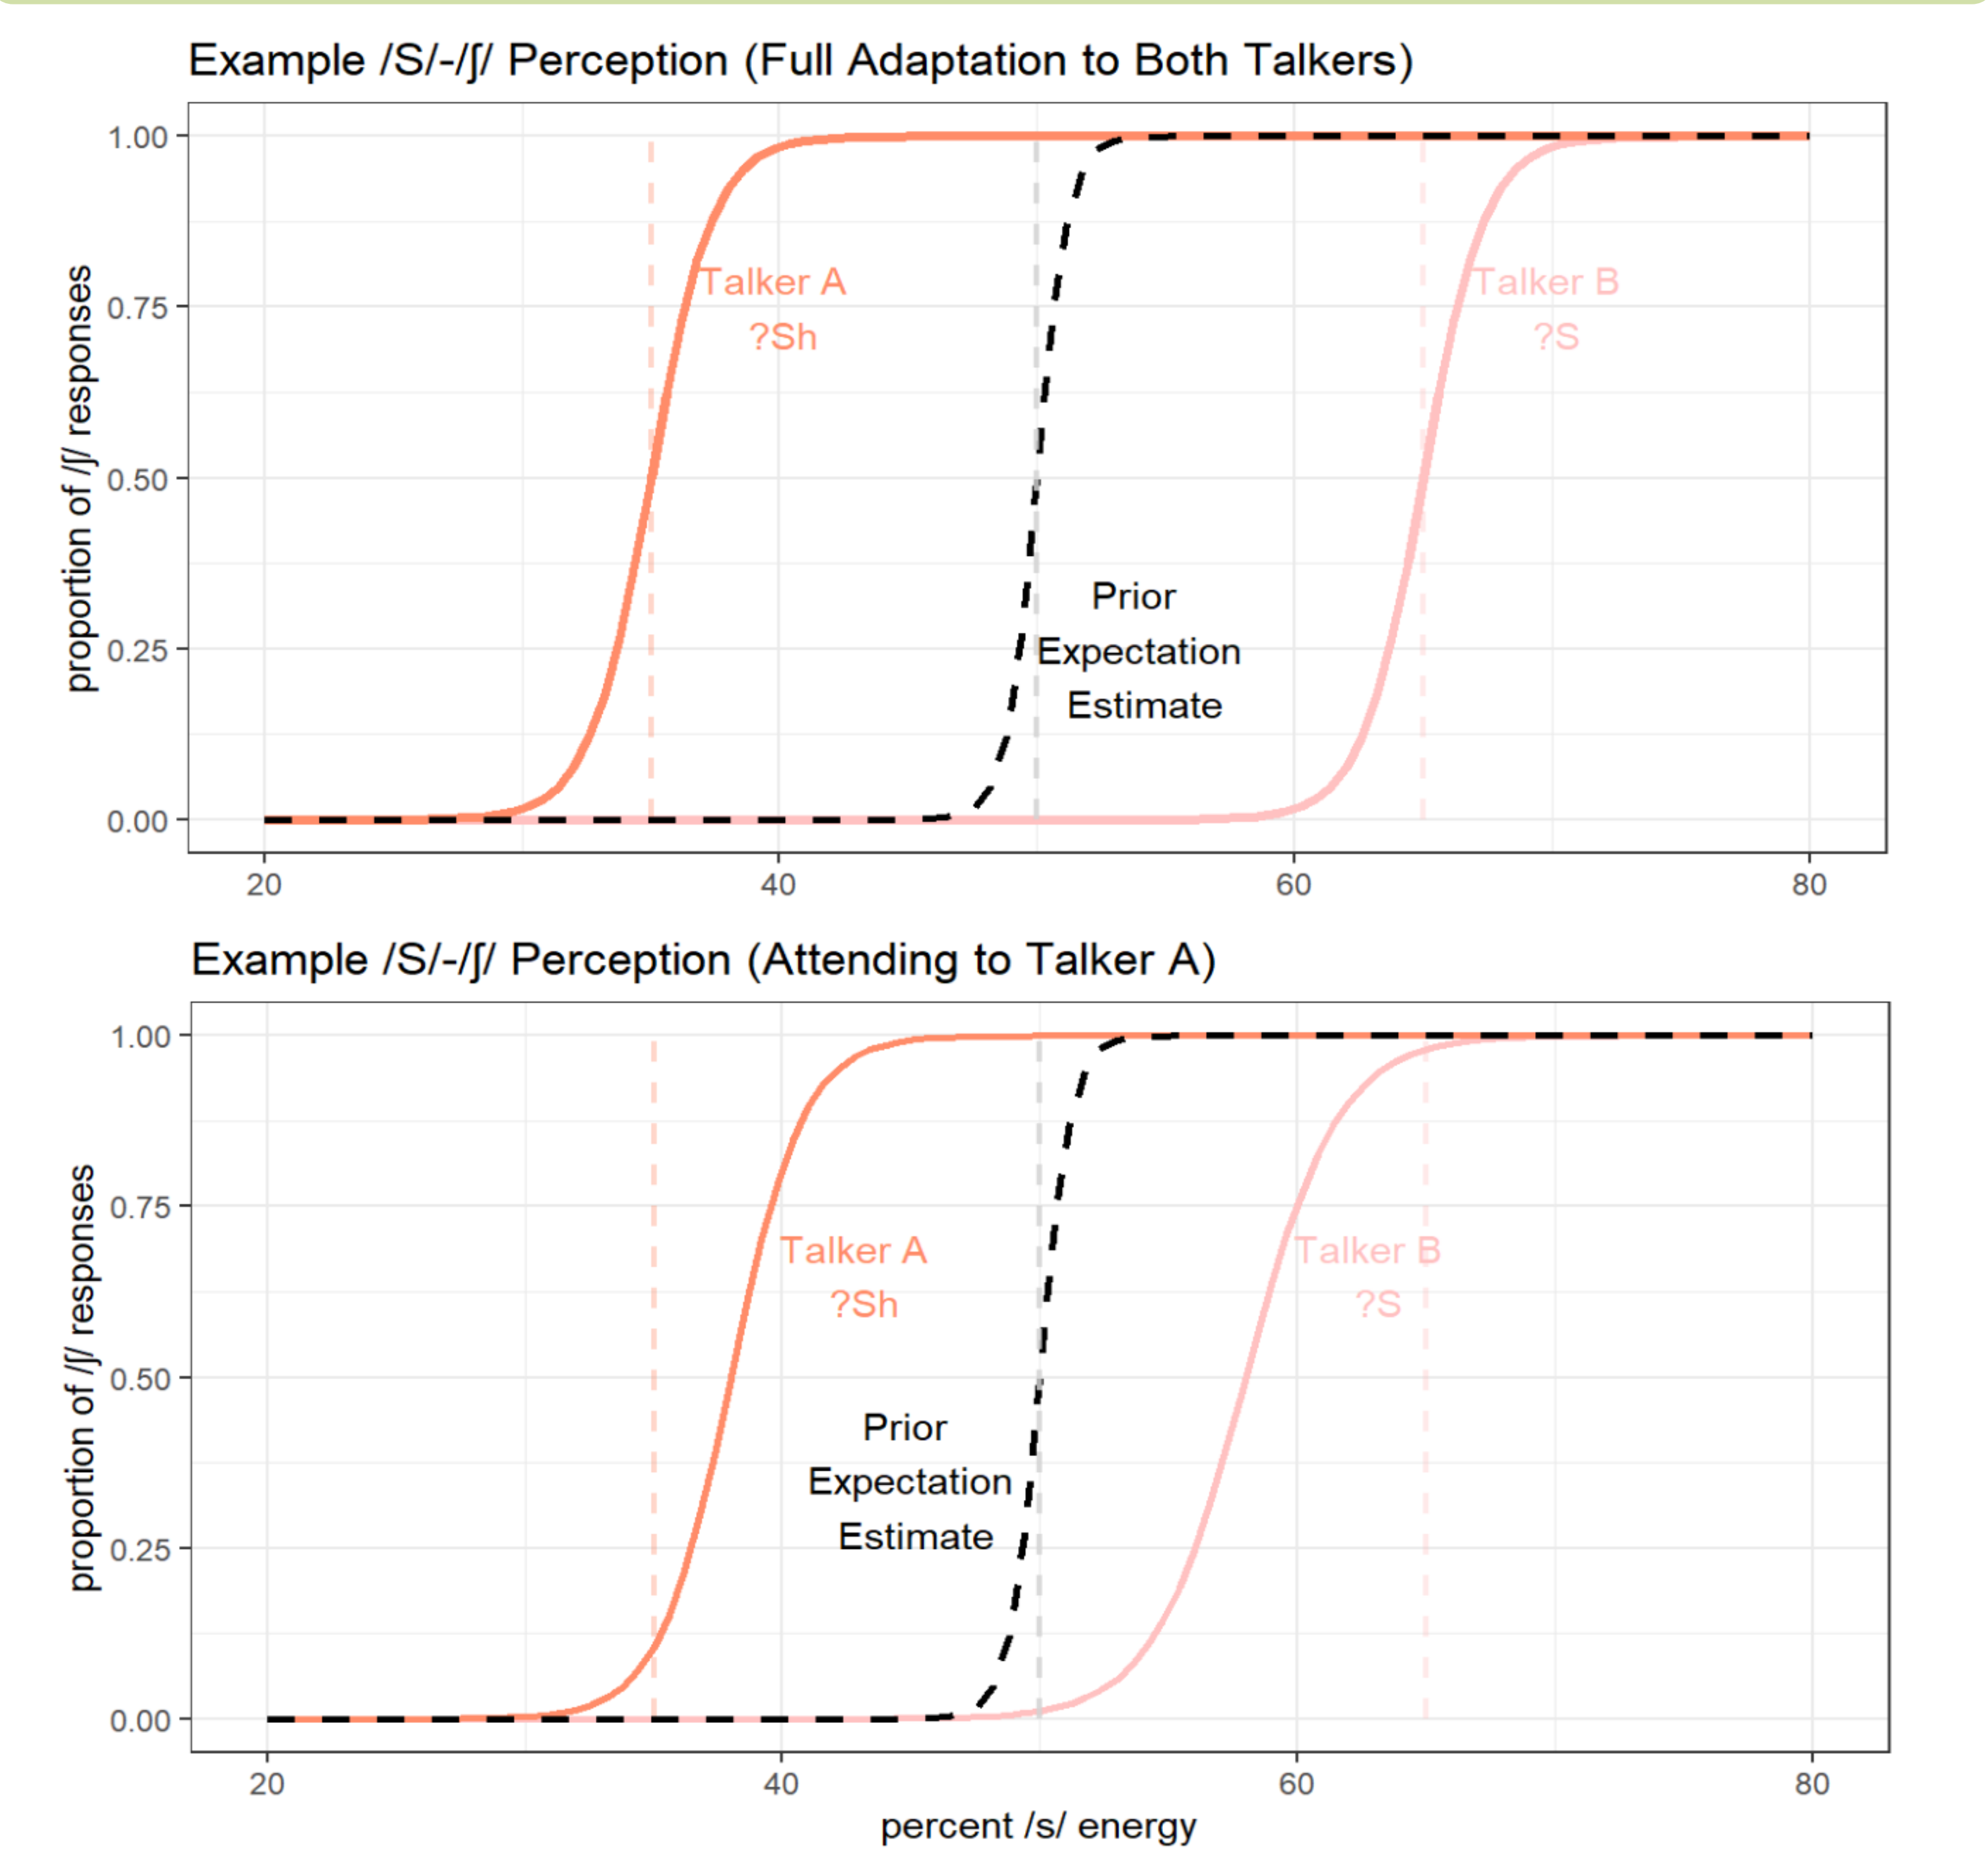 Example /S/-/ʃ/ Perception (Full Adaptation to Both Talkers)
proportion of /ʃ/ responses
1.00
0.75
0.50
0.25
0.00
Talker A
?Sh
Talker B
?S
Prior
Expectation
Estimate
20
40
60
80
Example /S/-/ʃ/ Perception (Attending to Talker A)
proportion of /ʃ/ responses
1.00
0.75
0.50
0.25
0.00
Talker A
?Sh
Talker B
?S
Prior
Expectation
Estimate
20
40
60
80
percent /s/ energy